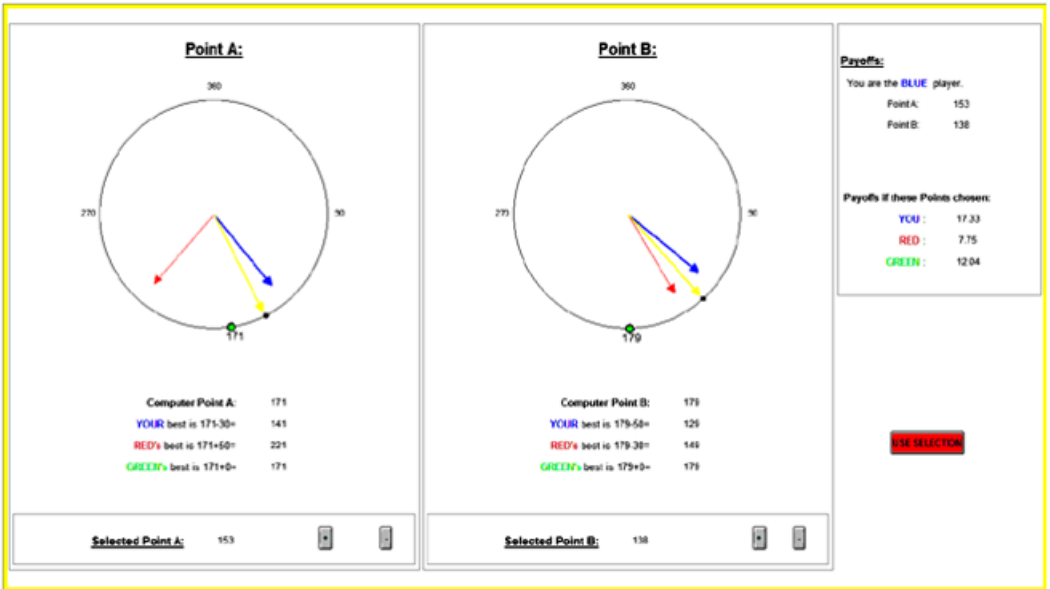 Point A:
360
270
90
171
Computer Point A: 171
YOUR best is 171-30= 141
RED's best is 171+50= 221
GREEN's best is 171+0= 171
Selected Point A: 153
+
-
Point B:
360
270
90
179
Computer Point B: 179
YOUR best is 179-50= 129
RED's best is 179-30= 149
GREEN's best is 179+0= 179
Selected Point B: 138
+
-
Payoffs:
You are the BLUE player.
Point A: 153
Point B: 138
Payoffs if these Points chosen:
YOU : 17.33
RED : 7.75
GREEN : 12.04
USE SELECTION